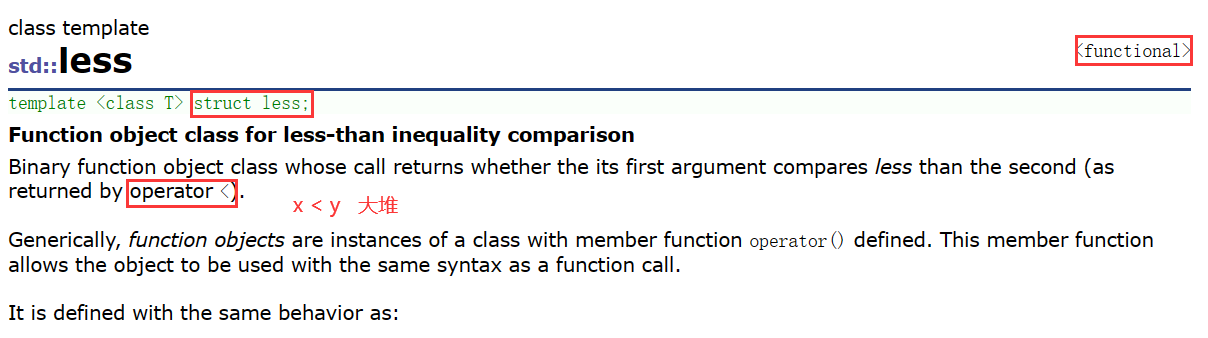 class template
std::less
<functional>
template <class T> struct less;
Function object class for less-than inequality comparison
Binary function object class whose call returns whether the its first argument compares less than the second (as
returned by operator <).
x < y 大堆
Generically, function objects are instances of a class with member function operator() defined. This member function
allows the object to be used with the same syntax as a function call.
It is defined with the same behavior as: